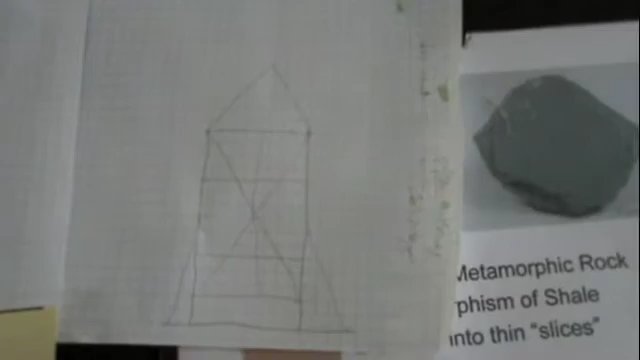 Metamorphic Rock
phism of Shale
into thin "slices"